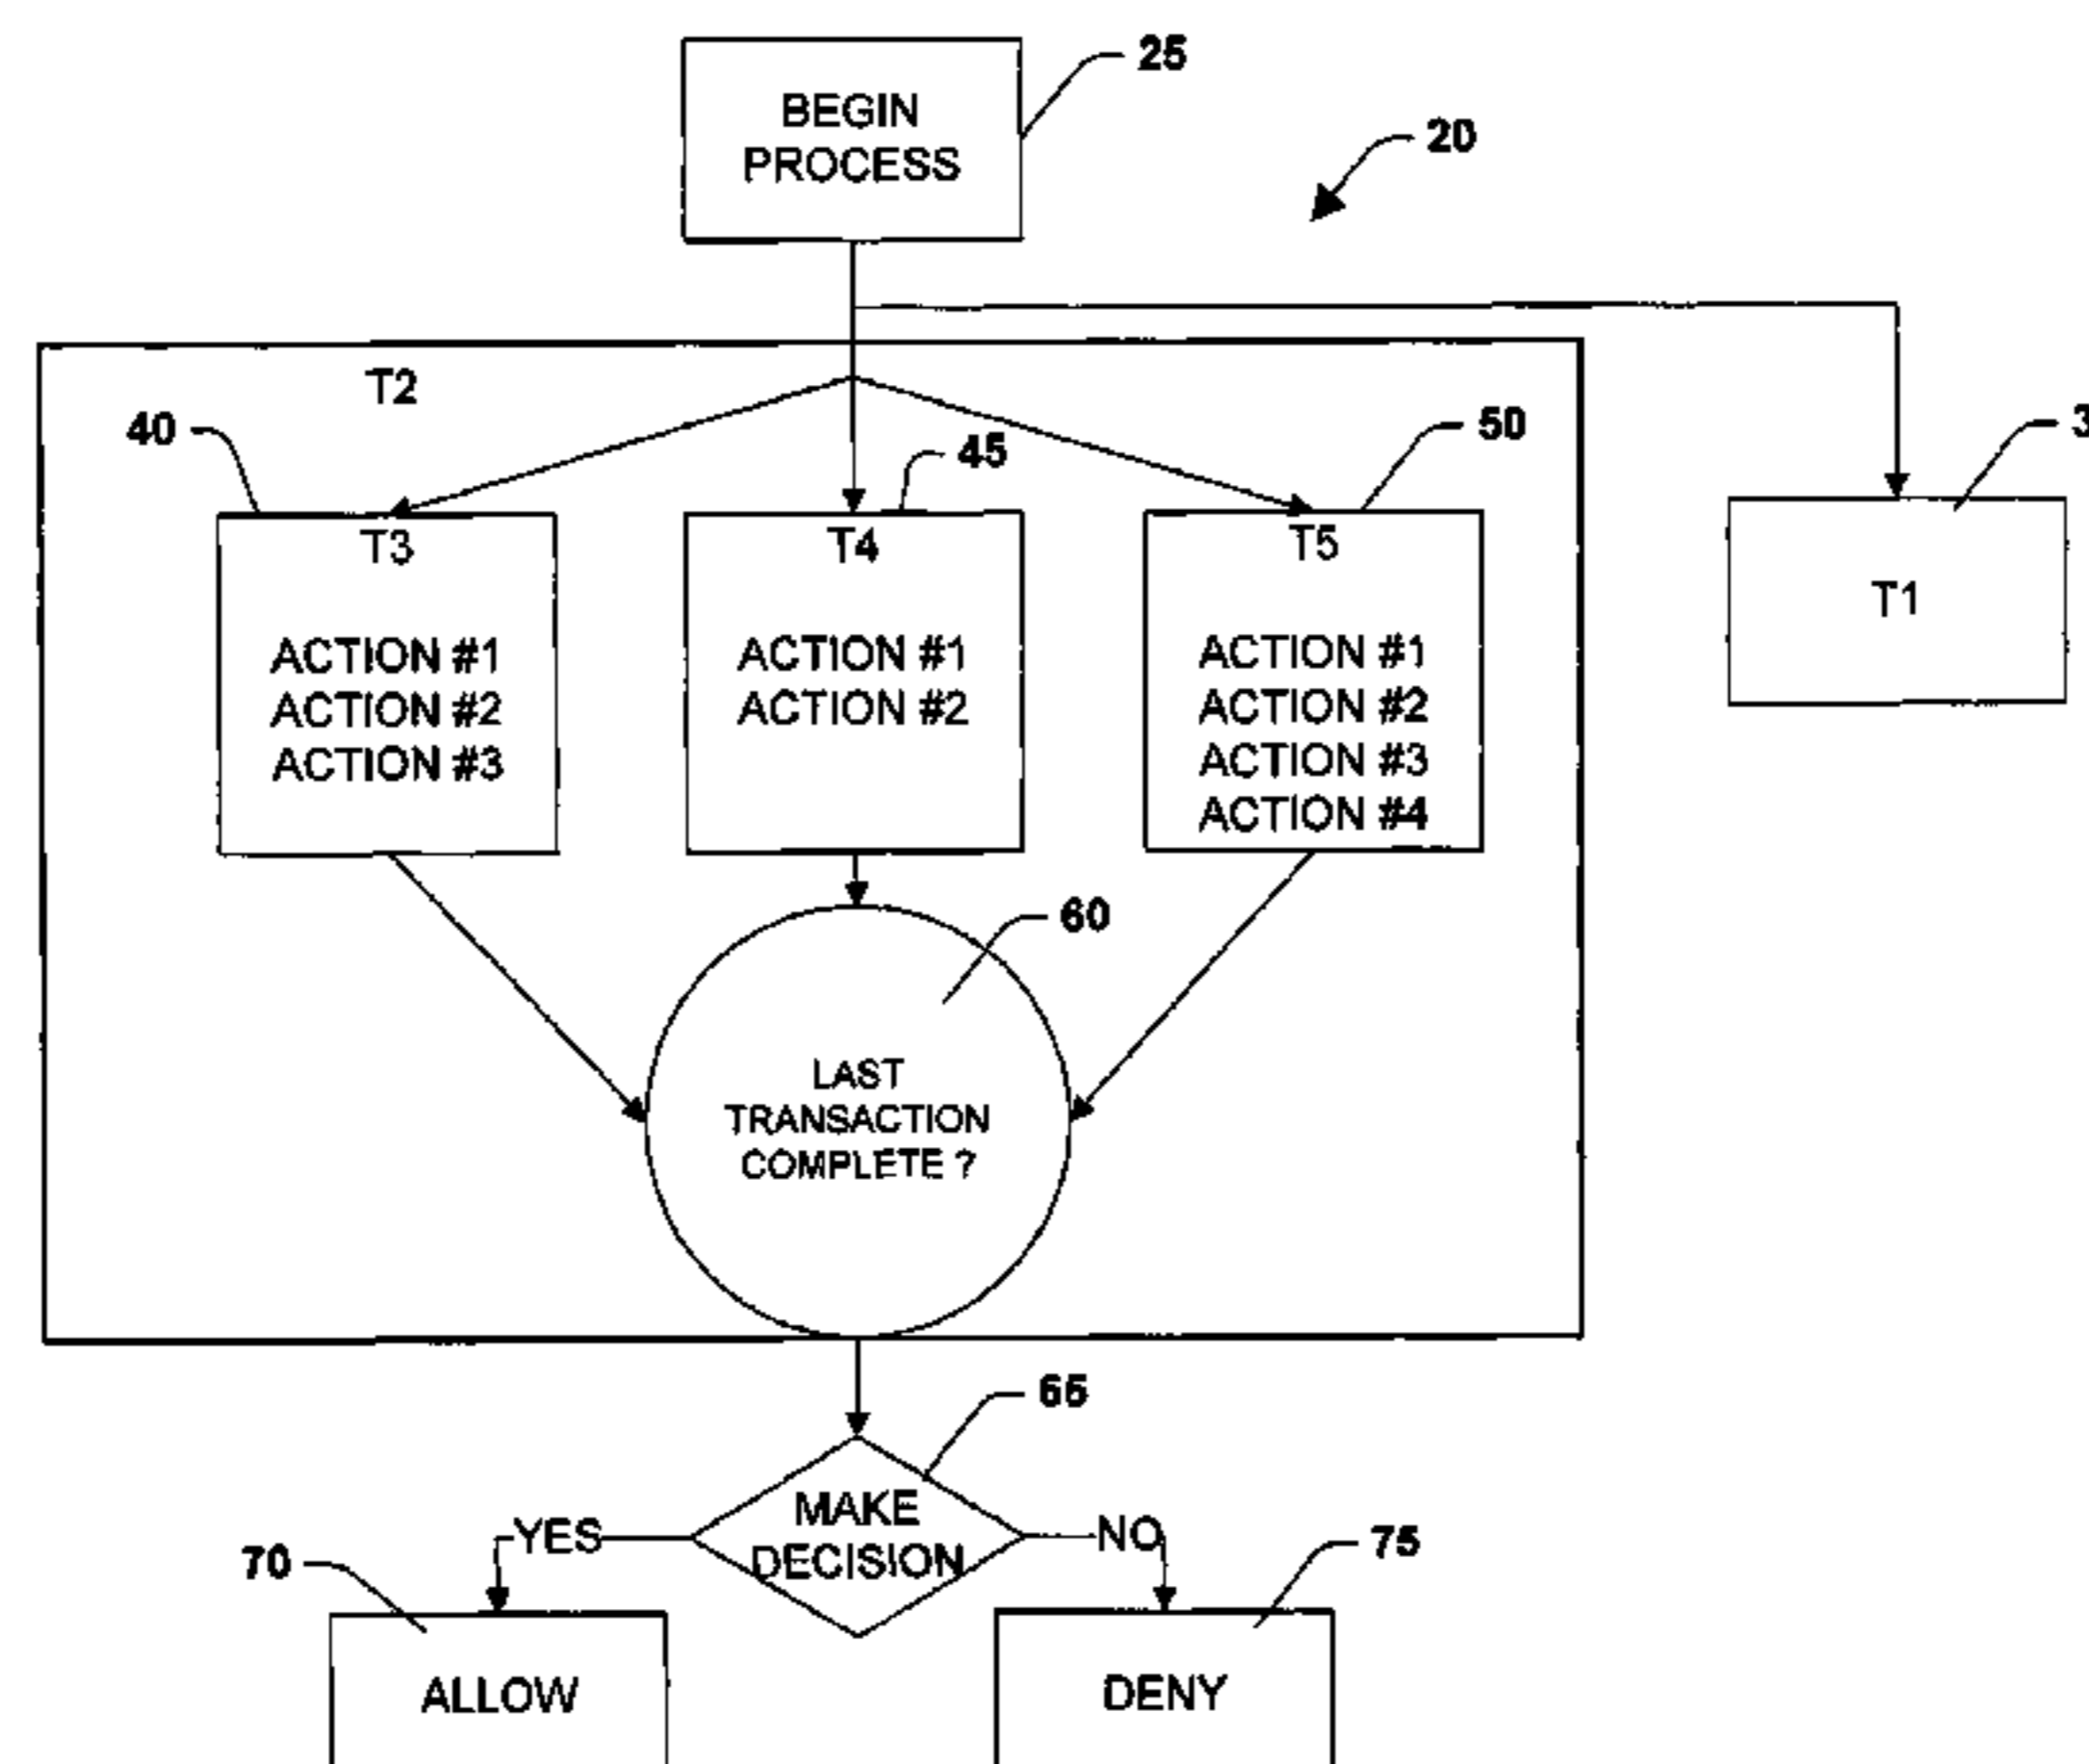 25
BEGIN
PROCESS
20
T2
40
45
50
3
T3
ACTION #1
ACTION #2
ACTION #3
T4
ACTION #1
ACTION #2
T5
ACTION #1
ACTION #2
ACTION #3
ACTION #4
T1
60
LAST
TRANSACTION
COMPLETE ?
65
MAKE
DECISION
YES
NO
70
75
ALLOW
DENY